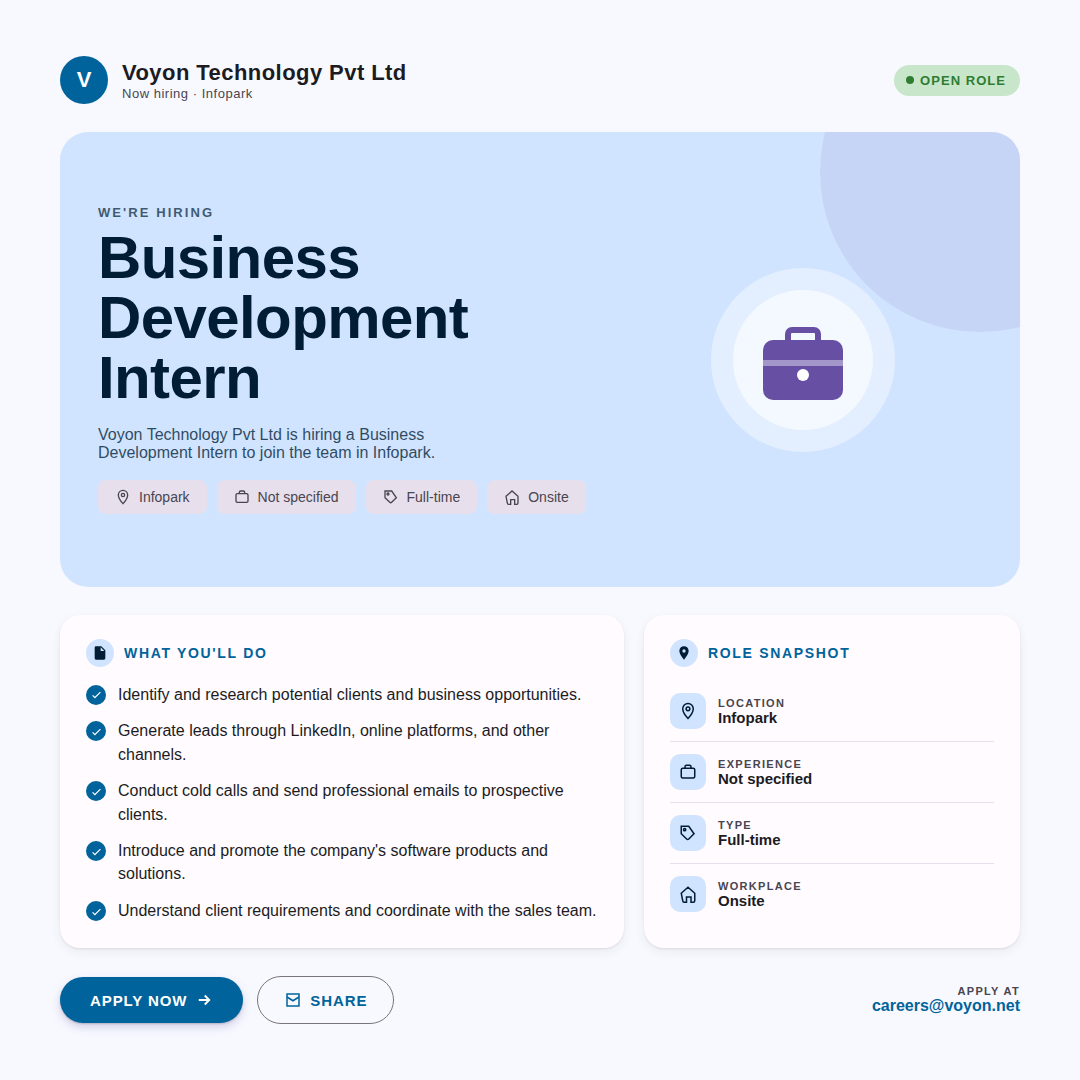 V
Voyon Technology Pvt Ltd
Now hiring · Infopark
OPEN ROLE
WE'RE HIRING
Business
Development
Intern
Voyon Technology Pvt Ltd is hiring a Business
Development Intern to join the team in Infopark.
Infopark
Not specified
Full-time
Onsite
WHAT YOU'LL DO
Identify and research potential clients and business opportunities.
Generate leads through LinkedIn, online platforms, and other
channels.
Conduct cold calls and send professional emails to prospective
clients.
Introduce and promote the company's software products and
solutions.
Understand client requirements and coordinate with the sales team.
ROLE SNAPSHOT
LOCATION
Infopark
EXPERIENCE
Not specified
TYPE
Full-time
WORKPLACE
Onsite
APPLY NOW
SHARE
APPLY AT
careers@voyon.net